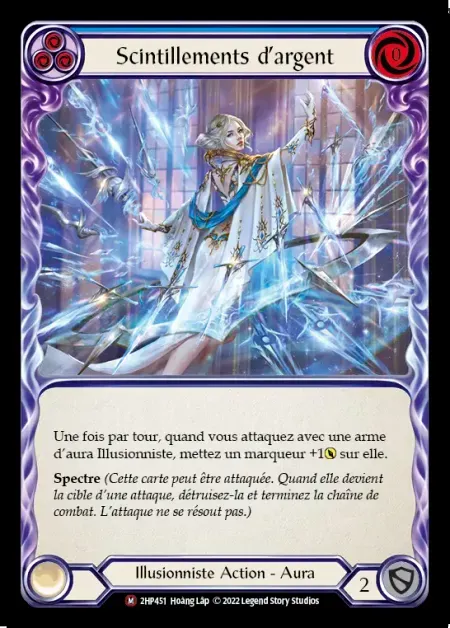 Scintillements d'argent
0
Une fois par tour, quand vous attaquez avec une arme
d'aura Illusionniste, mettez un marqueur +1 sur elle.
Spectre (Cette carte peut être attaquée. Quand elle devient
la cible d'une attaque, détruisez-la et terminez la chaîne de
combat. L'attaque ne se résout pas.)
Illusionniste Action - Aura
2
M 2HP451 Hoàng Lập © 2022 Legend Story Studios